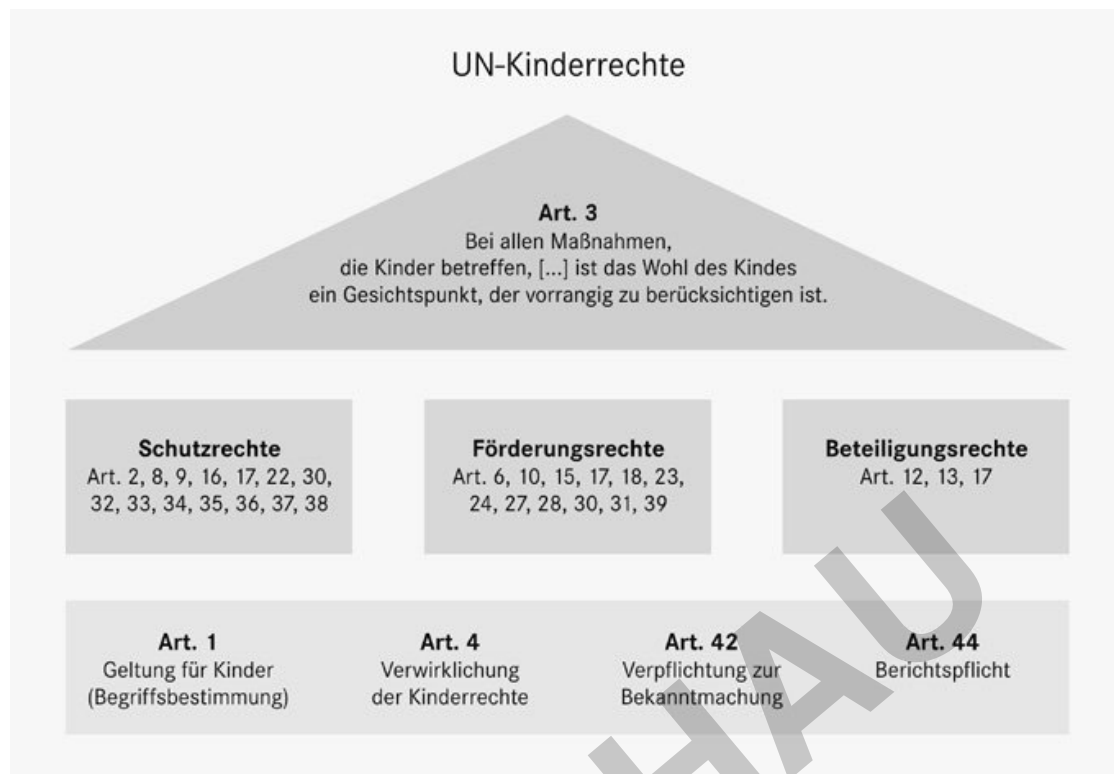 UN-Kinderrechte
Art. 3
Bei allen Maßnahmen,
die Kinder betreffen, [...] ist das Wohl des Kindes
ein Gesichtspunkt, der vorrangig zu berücksichtigen ist.
Schutzrechte
Art. 2, 8, 9, 16, 17, 22, 30,
32, 33, 34, 35, 36, 37, 38
Förderungsrechte
Art. 6, 10, 15, 17, 18, 23,
24, 27, 28, 30, 31, 39
Beteiligungsrechte
Art. 12, 13, 17
Art. 1
Geltung für Kinder
(Begriffsbestimmung)
Art. 4
Verwirklichung
der Kinderrechte
Art. 42
Verpflichtung zur
Bekanntmachung
Art. 44
Berichtspflicht
HAU